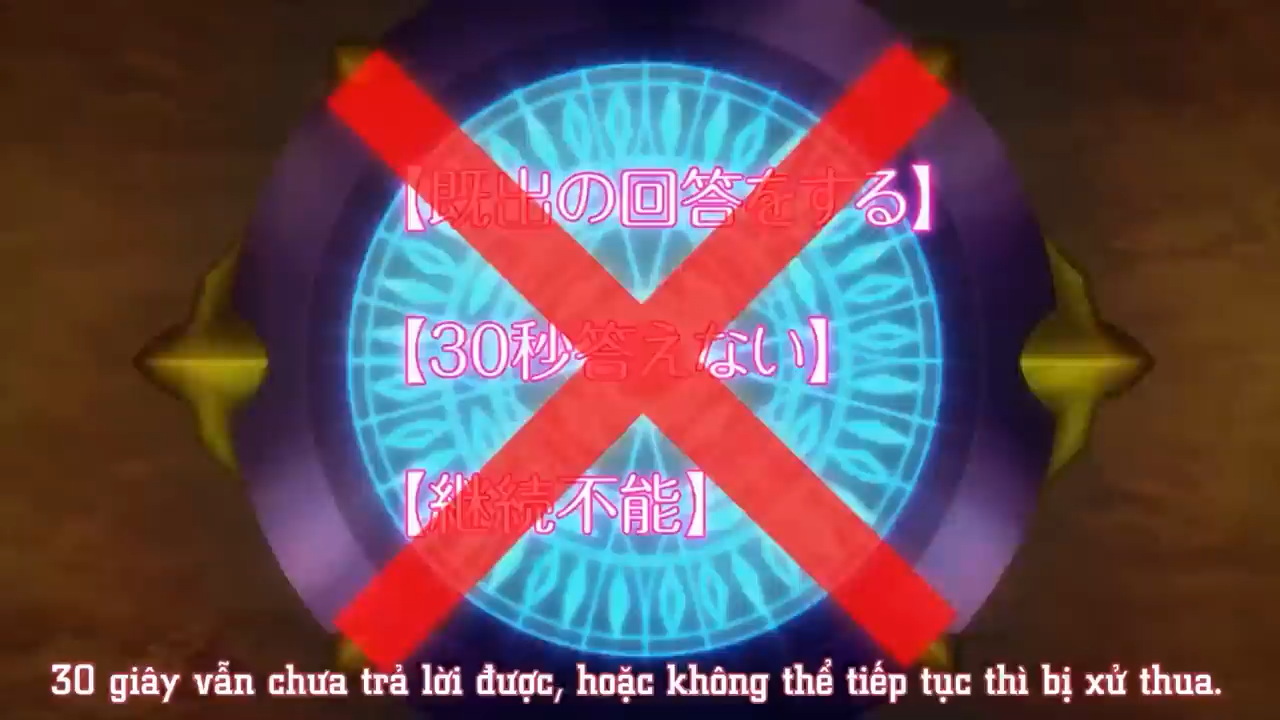 【既出の回答をする】
【30秒答えない】
【継続不能】
30 giây vẫn chưa trả lời được, hoặc không thể tiếp tục thì bị xử thua.